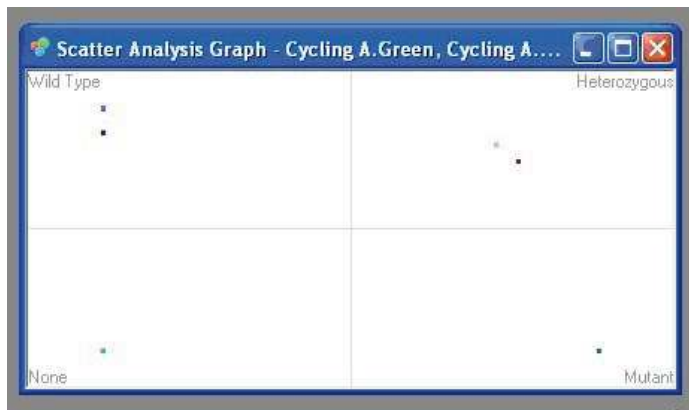 Scatter Analysis Graph - Cycling A.Green, Cycling A....
Wild Type
Heterozygous
None
Mutant